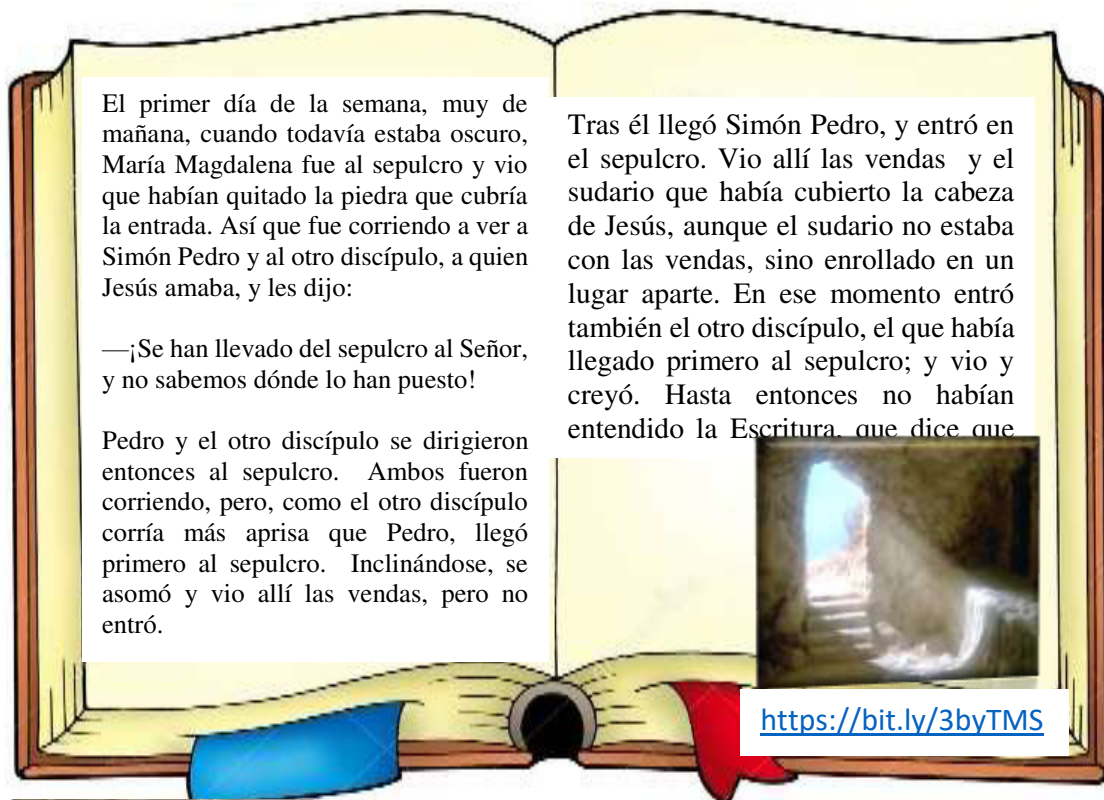 El primer día de la semana, muy de
mañana, cuando todavía estaba oscuro,
María Magdalena fue al sepulcro y vio
que habían quitado la piedra que cubría
la entrada. Así que fue corriendo a ver a
Simón Pedro y al otro discípulo, a quien
Jesús amaba, y les dijo:
—¡Se han llevado del sepulcro al Señor,
y no sabemos dónde lo han puesto!
Pedro y el otro discípulo se dirigieron
entonces al sepulcro. Ambos fueron
corriendo, pero, como el otro discípulo
corría más aprisa que Pedro, llegó
primero al sepulcro. Inclinándose, se
asomó y vio allí las vendas, pero no
entró.
Tras él llegó Simón Pedro, y entró en
el sepulcro. Vio allí las vendas y el
sudario que había cubierto la cabeza
de Jesús, aunque el sudario no estaba
con las vendas, sino enrollado en un
lugar aparte. En ese momento entró
también el otro discípulo, el que había
llegado primero al sepulcro; y vio y
creyó. Hasta entonces no habían
entendido la Escritura, que dice que
https://bit.ly/3byTMS